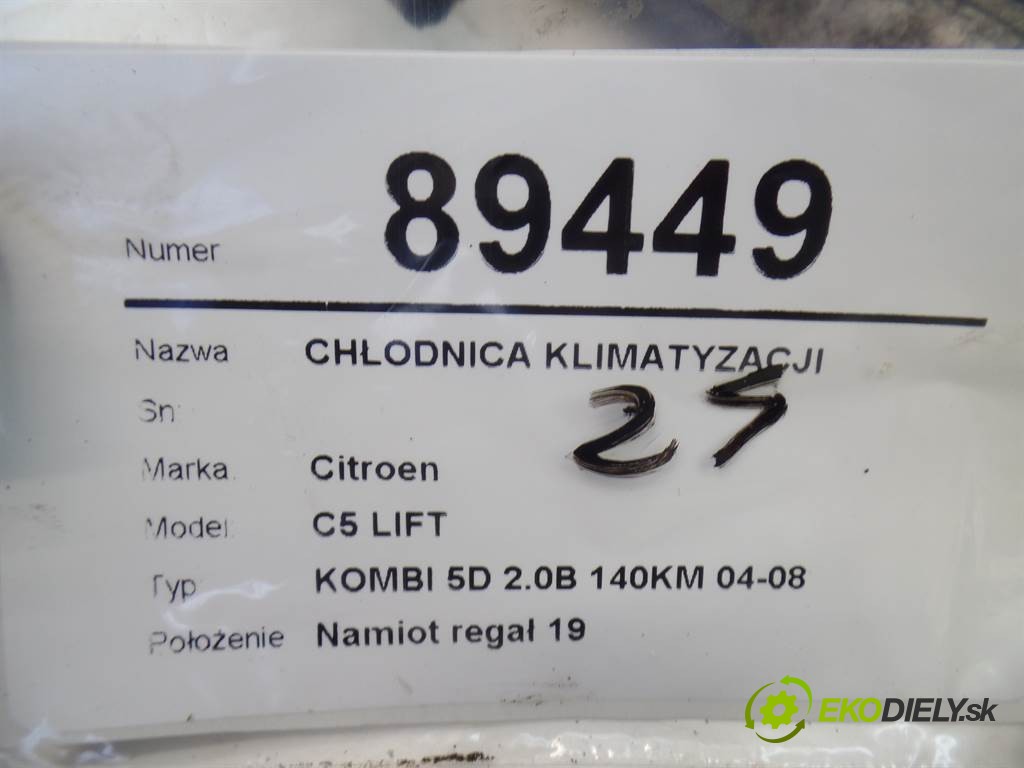 Numer 89449
Nazwa CHŁODNICA KLIMATYZACJI
Sn:
25
Marka: Citroen
Model: C5 LIFT
Typ: KOMBI 5D 2.0B 140KM 04-08
Położenie Namiot regał 19
EKODIELY.sk